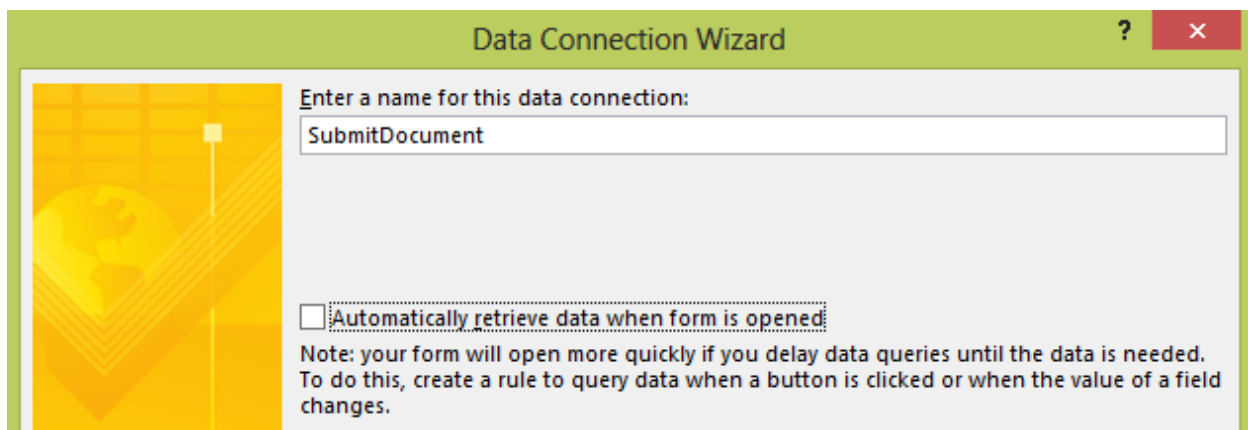 Data Connection Wizard
? ×
Enter a name for this data connection:
SubmitDocument
Automatically retrieve data when form is opened
Note: your form will open more quickly if you delay data queries until the data is needed.
To do this, create a rule to query data when a button is clicked or when the value of a field
changes.